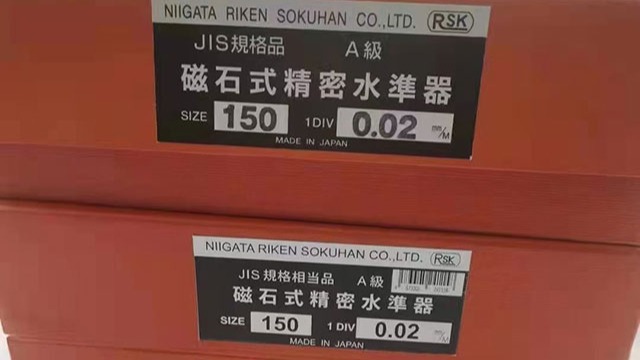 NIIGATA RIKEN SOKUHAN CO.,LTD. RSK
JIS規格品 A級
磁石式精密水準器
SIZE 150 1DIV 0.02 mm/M
MADE IN JAPAN
NIIGATA RIKEN SOKUHAN CO.,LTD. RSK
JIS規格相当品 A級
磁石式精密水準器
SIZE 150 1DIV 0.02 mm/M
MADE IN JAPAN